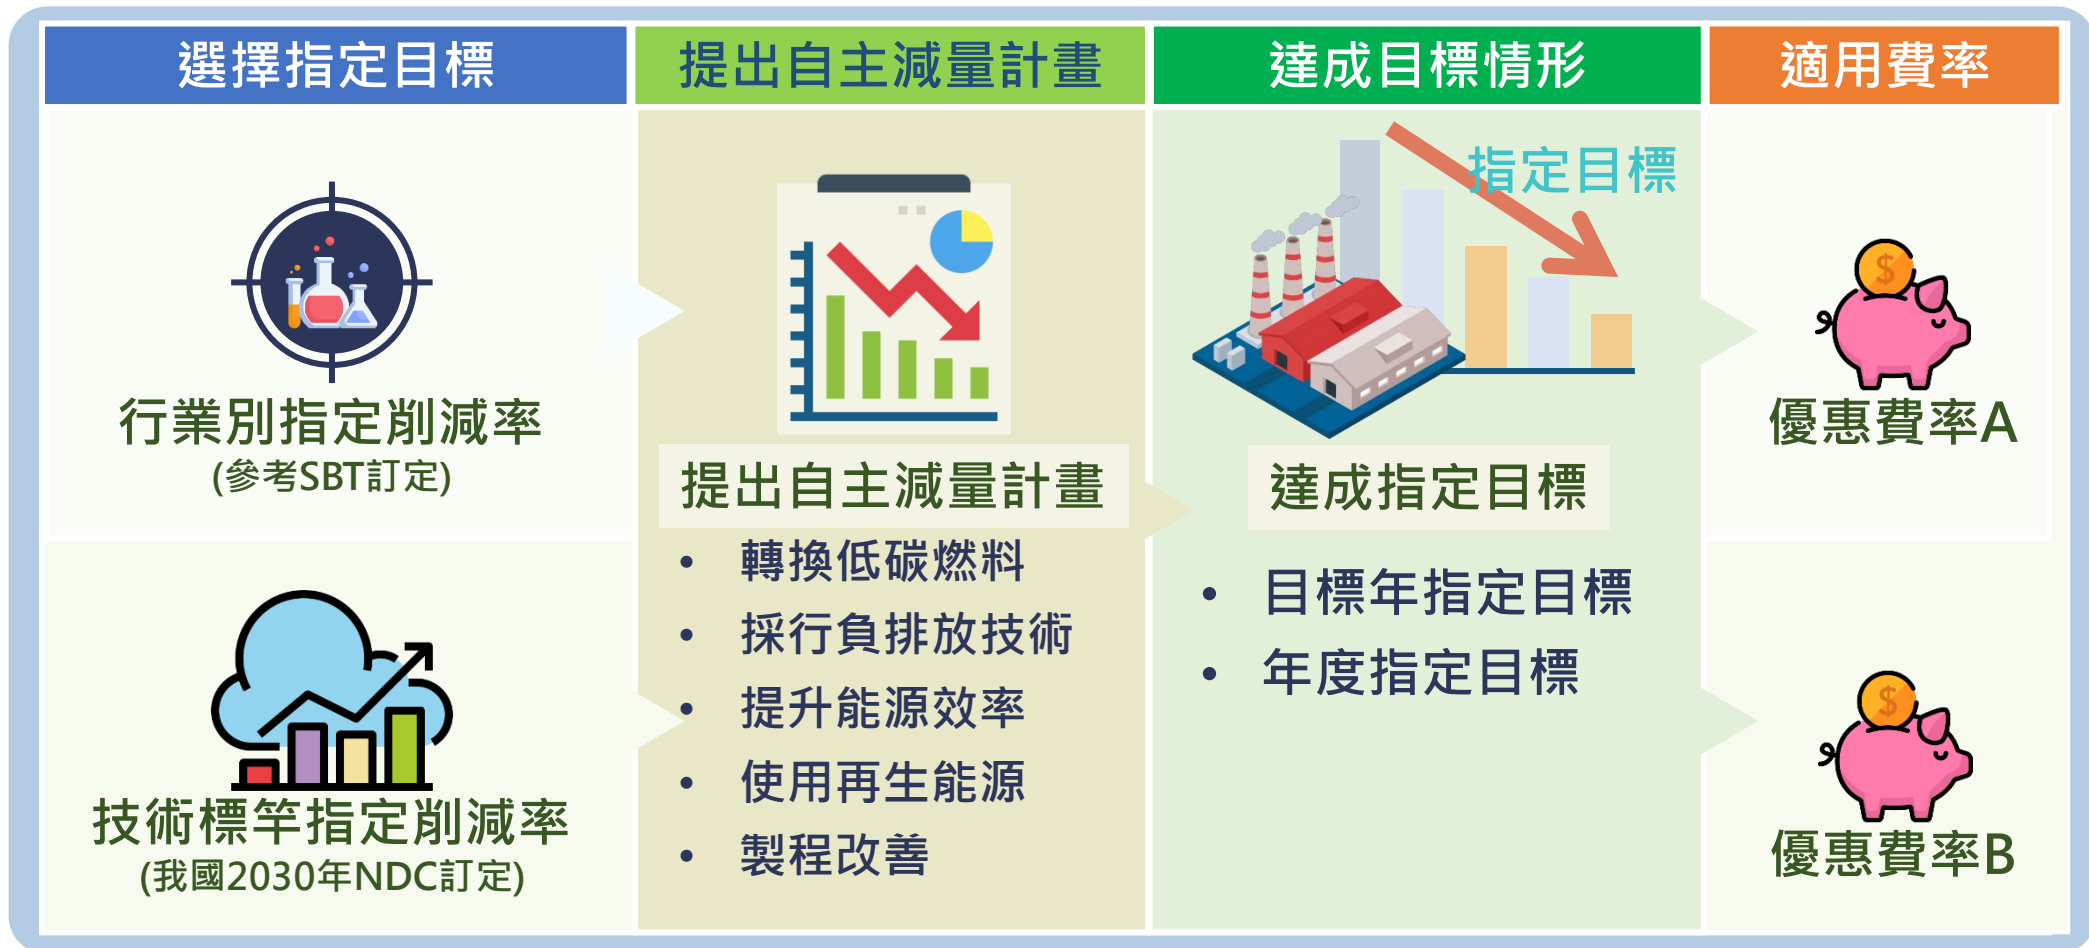 選擇指定目標
提出自主減量計畫
達成目標情形
適用費率
行業別指定削減率
(參考SBT訂定)
技術標竿指定削減率
(我國2030年NDC訂定)
提出自主減量計畫
• 轉換低碳燃料
• 採行負排放技術
• 提升能源效率
• 使用再生能源
• 製程改善
指定目標
達成指定目標
• 目標年指定目標
• 年度指定目標
$
優惠費率A
$
優惠費率B